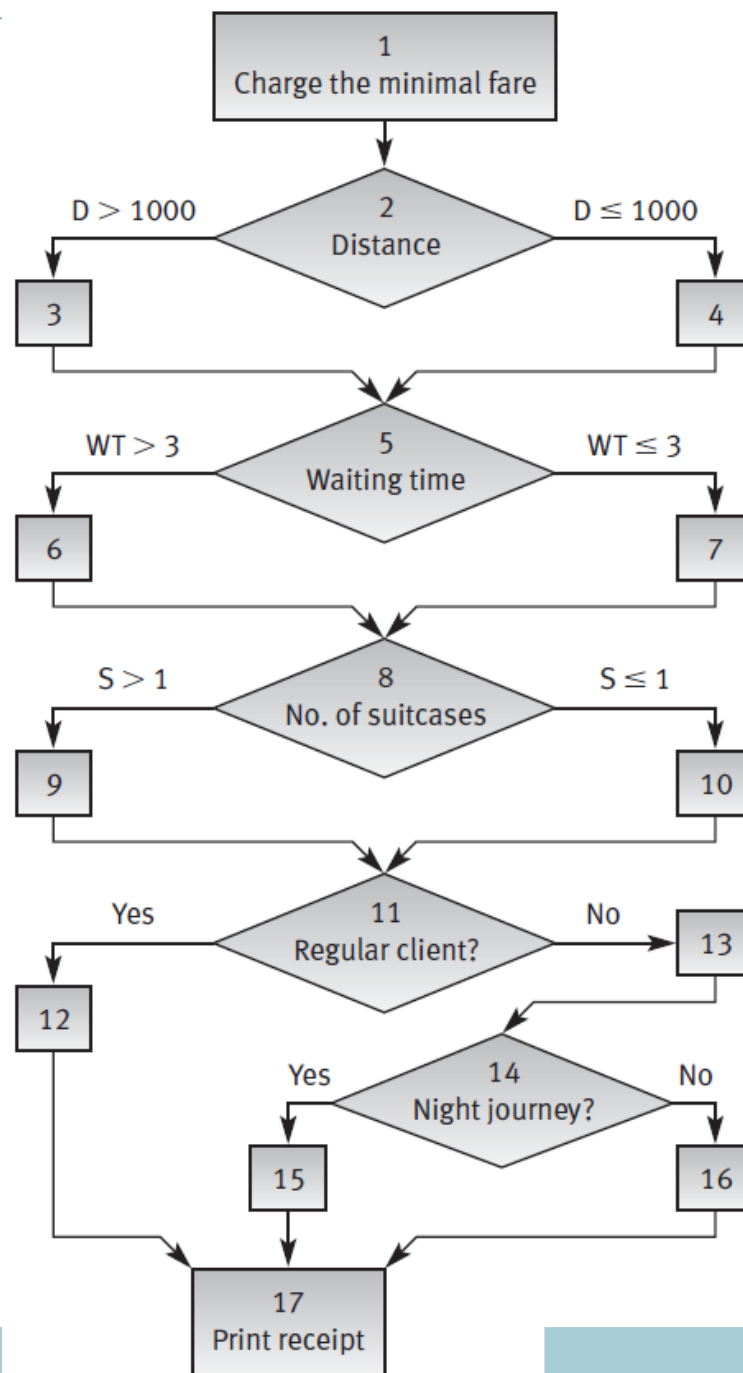 1
Charge the minimal fare
D > 1000
2
Distance
D ≤ 1000
3
4
WT > 3
5
Waiting time
WT ≤ 3
6
7
S > 1
8
No. of suitcases
S ≤ 1
9
10
Yes
11
Regular client?
No
13
12
Yes
14
Night journey?
No
15
16
17
Print receipt